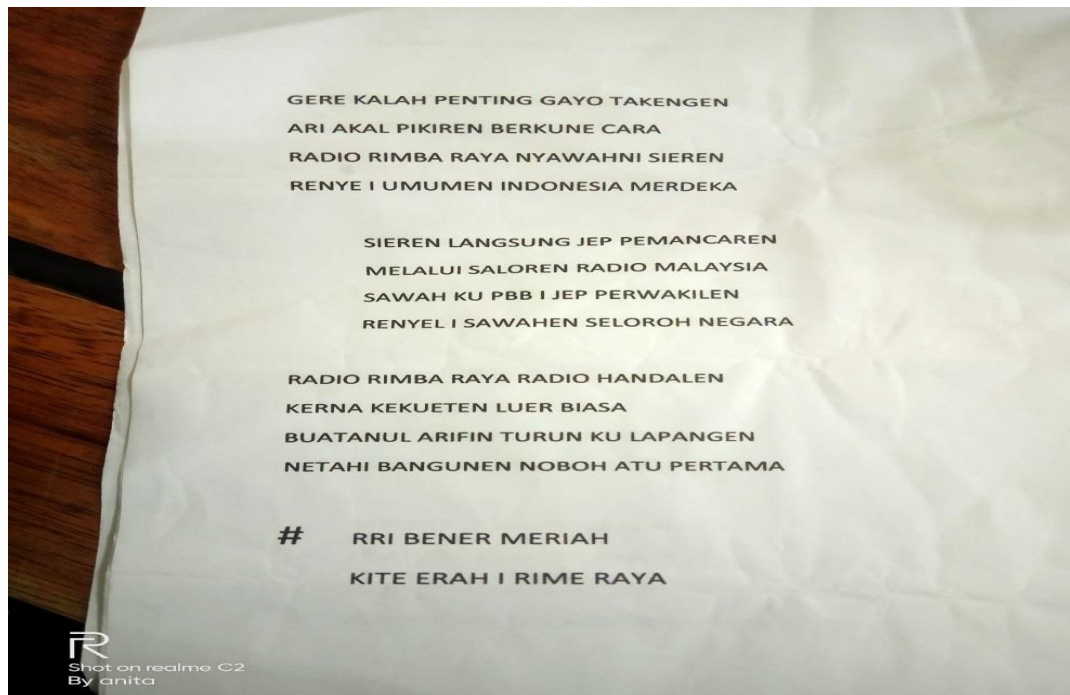 GERE KALAH PENTING GAYO TAKENGEN
ARI AKAL PIKIREN BERKUNE CARA
RADIO RIMBA RAYA NYAWAHNI SIEREN
RENYE I UMUMEN INDONESIA MERDEKA
SIEREN LANGSUNG JEP PEMANCAREN
MELALUI SALOREN RADIO MALAYSIA
SAWAH KU PBB I JEP PERWAKILEN
RENYEL I SAWAHEN SELOROH NEGARA
RADIO RIMBA RAYA RADIO HANDALEN
KERNA KEKUETEN LUER BIASA
BUATANUL ARIFIN TURUN KU LAPANGEN
NETAHI BANGUNEN NOBOH ATU PERTAMA
# RRI BENER MERIAH
KITE ERAH I RIME RAYA
R
Shot on realme C2
By anita